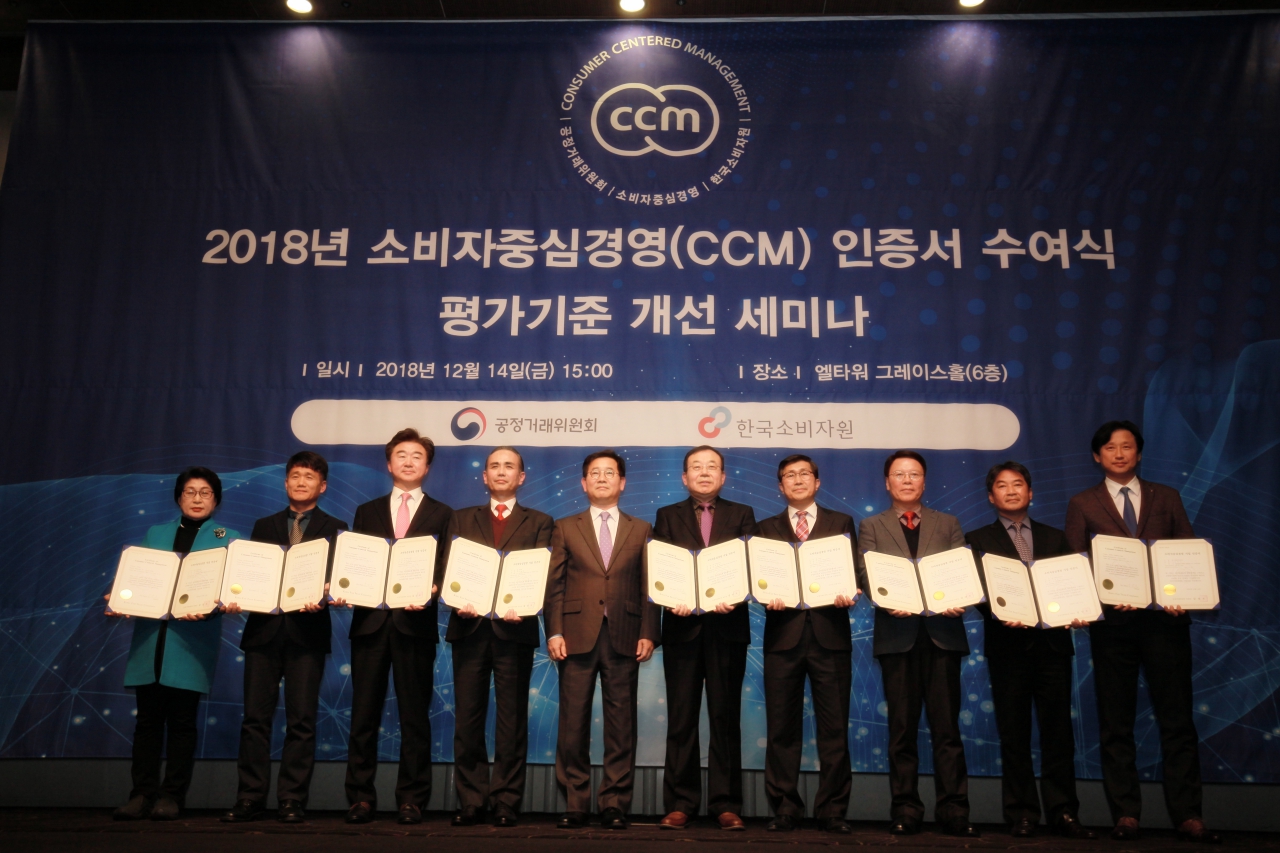 CONSUMER CENTERED MANAGEMENT
ccm
공정거래위원회 | 소비자중심경영 | 한국소비자원
2018년 소비자중심경영(CCM) 인증서 수여식
평가기준 개선 세미나
| 일시 | 2018년 12월 14일(금) 15:00 | 장소 | 엘타워 그레이스홀(6층)
공정거래위원회 한국소비자원